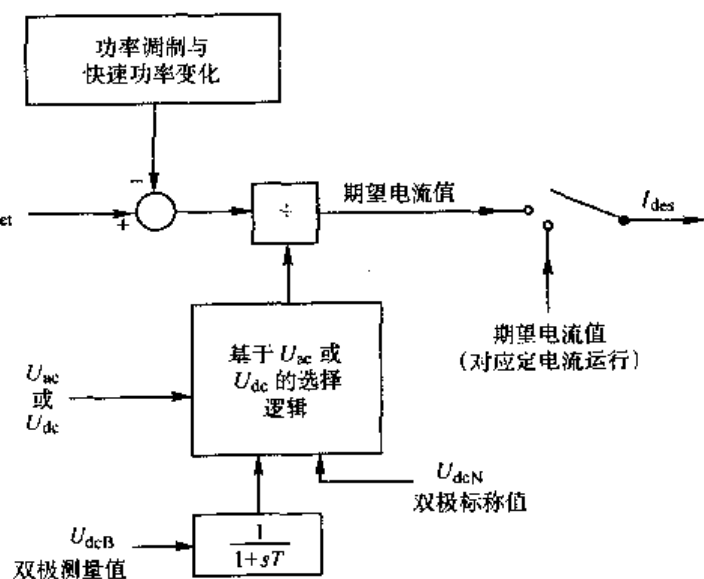 功率调制与
快速功率变化
−
et
+
÷
期望电流值
I_des
期望电流值
（对应定电流运行）
基于 U_ac 或
U_dc 的选择
逻辑
U_ac
或
U_dc
U_dcN
双极标称值
U_dcB
双极测量值
1
1+sT